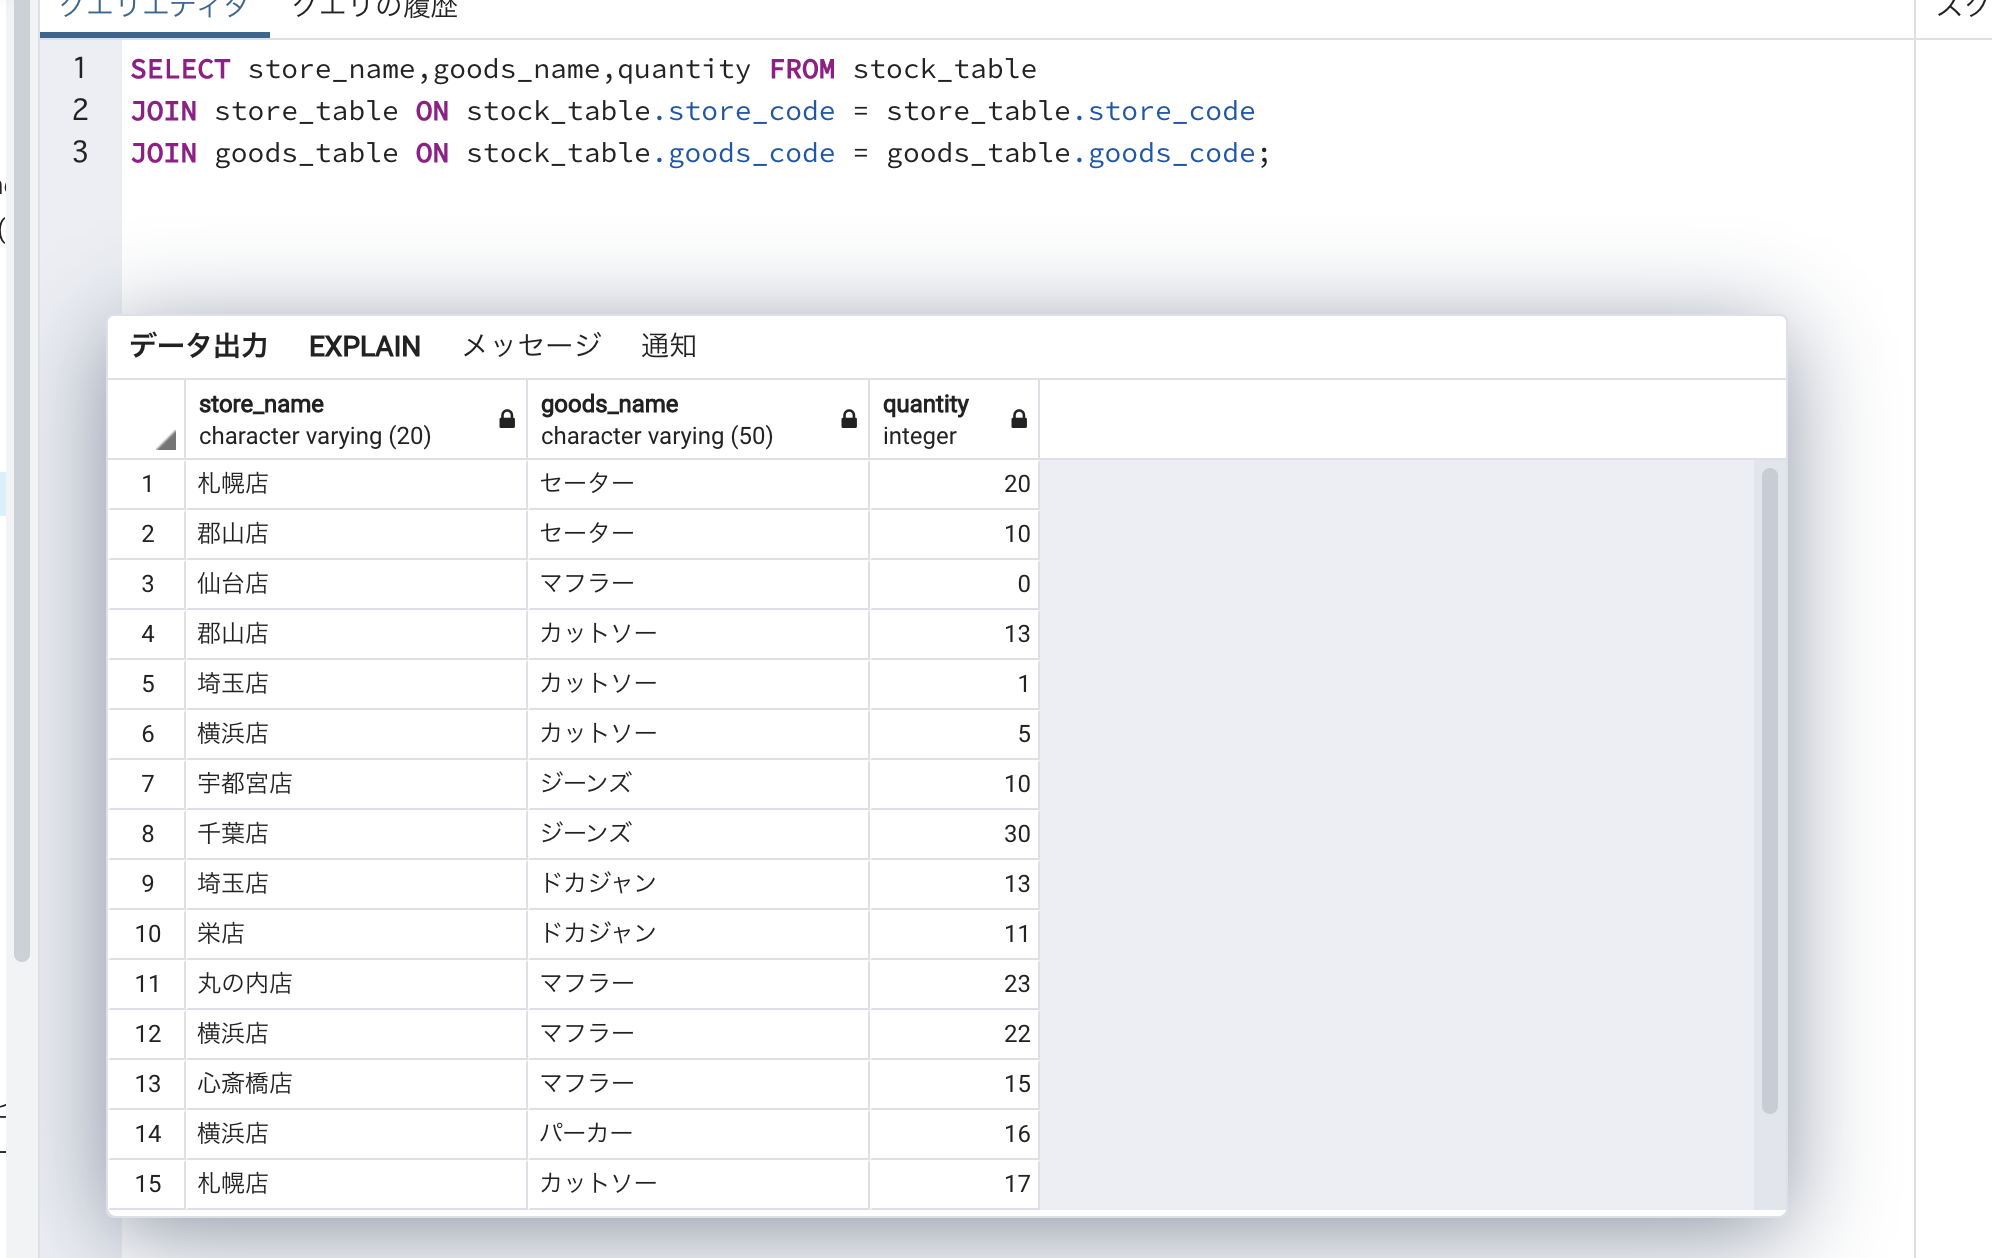 クエリエディタ クエリの履歴
1 SELECT store_name,goods_name,quantity FROM stock_table
2 JOIN store_table ON stock_table.store_code = store_table.store_code
3 JOIN goods_table ON stock_table.goods_code = goods_table.goods_code;
データ出力 EXPLAIN メッセージ 通知
store_name goods_name quantity
character varying (20) character varying (50) integer
1 札幌店 セーター 20
2 郡山店 セーター 10
3 仙台店 マフラー 0
4 郡山店 カットソー 13
5 埼玉店 カットソー 1
6 横浜店 カットソー 5
7 宇都宮店 ジーンズ 10
8 千葉店 ジーンズ 30
9 埼玉店 ドカジャン 13
10 栄店 ドカジャン 11
11 丸の内店 マフラー 23
12 横浜店 マフラー 22
13 心斎橋店 マフラー 15
14 横浜店 パーカー 16
15 札幌店 カットソー 17